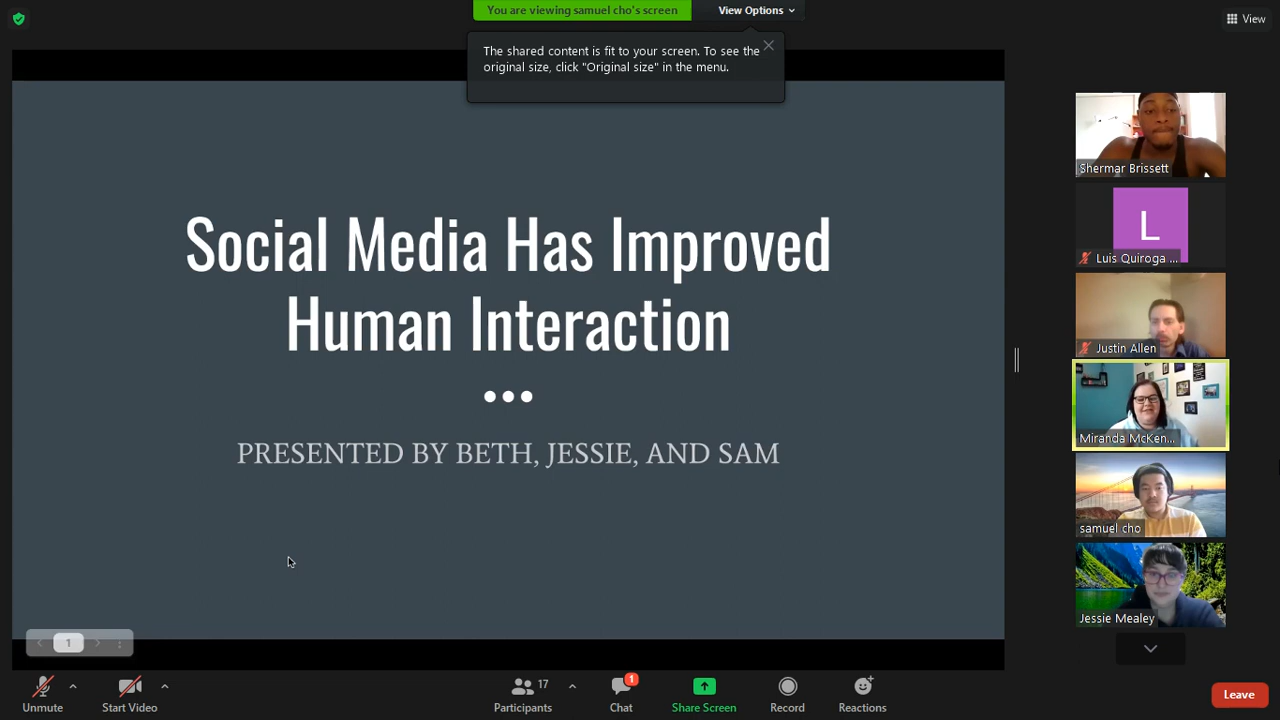 You are viewing samuel cho's screen
View Options
View
The shared content is fit to your screen. To see the
original size, click "Original size" in the menu.
Social Media Has Improved
Human Interaction
PRESENTED BY BETH, JESSIE, AND SAM
1
Shermar Brissett
L
Luis Quiroga ...
Justin Allen
Miranda McKen...
samuel cho
Jessie Mealey
Unmute
Start Video
17
Participants
1
Chat
Share Screen
Record
Reactions
Leave